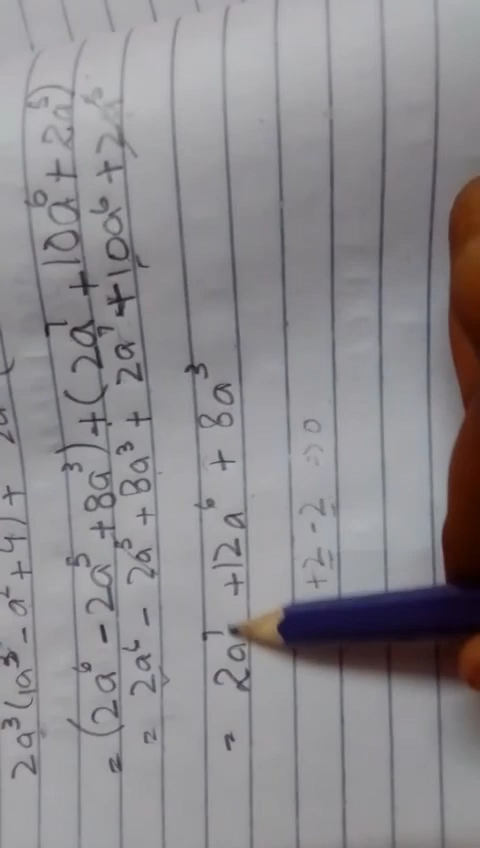 2a³(a³ - a² + 4) + 2a
= (2a⁶ - 2a⁵ + 8a³) + (2a⁷ + 10a⁶ + 2a⁵)
= 2a⁶ - 2a⁵ + 8a³ + 2a⁷ + 10a⁶ + 2a⁵
= 2a⁷ + 12a⁶ + 8a³
+2 - 2 ⇒ 0